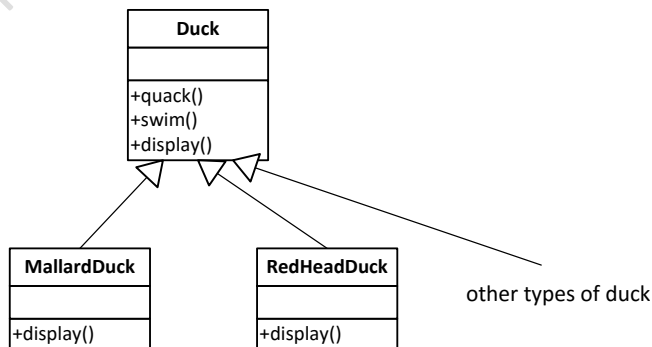 Duck
+quack()
+swim()
+display()
MallardDuck
+display()
RedHeadDuck
+display()
other types of duck